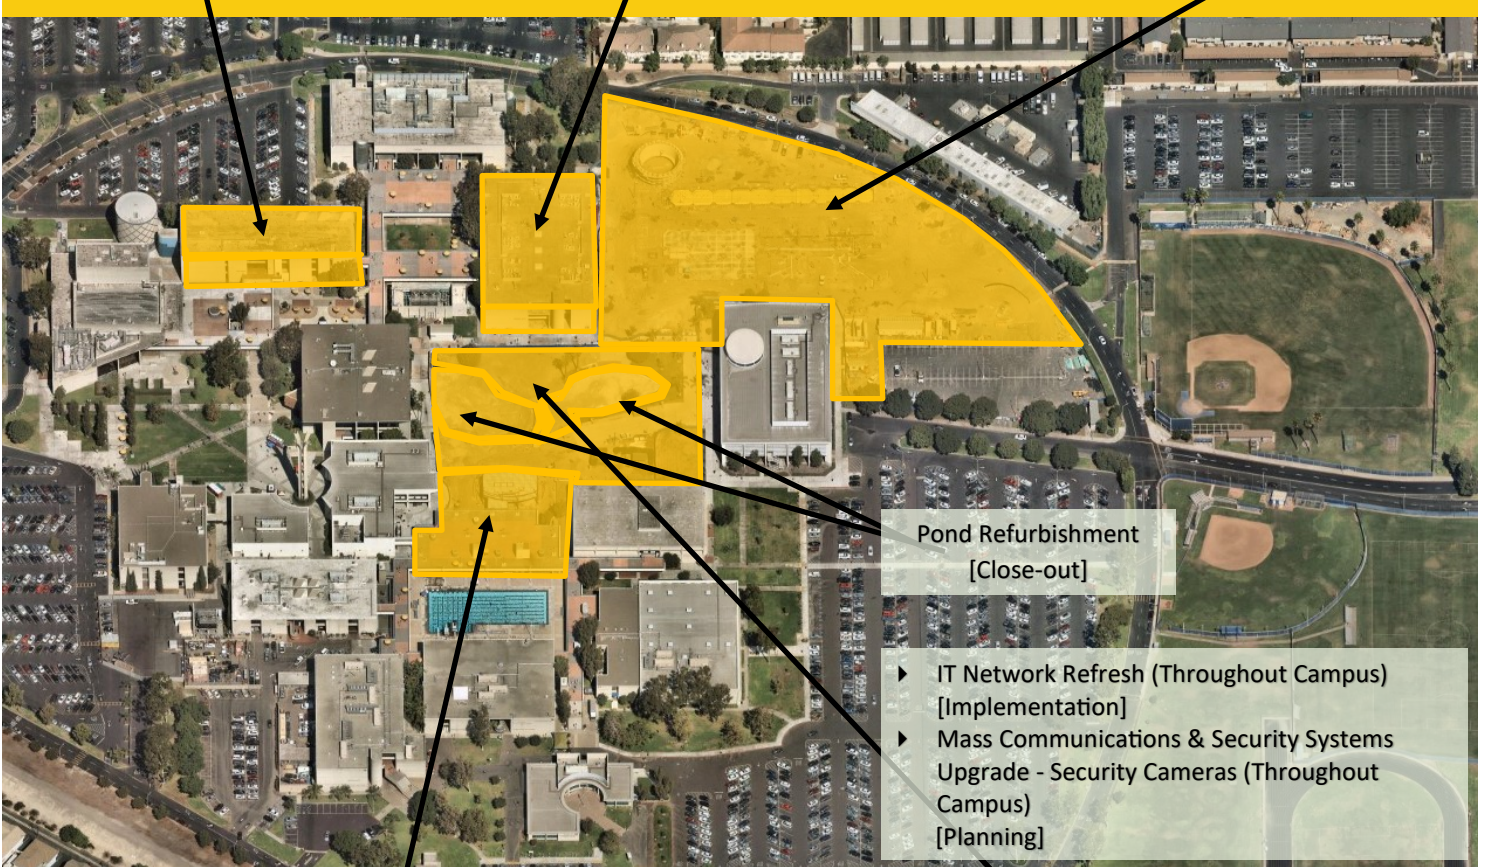 Pond Refurbishment
[Close-out]
‣ IT Network Refresh (Throughout Campus)
[Implementation]
‣ Mass Communications & Security Systems
Upgrade - Security Cameras (Throughout
Campus)
[Planning]